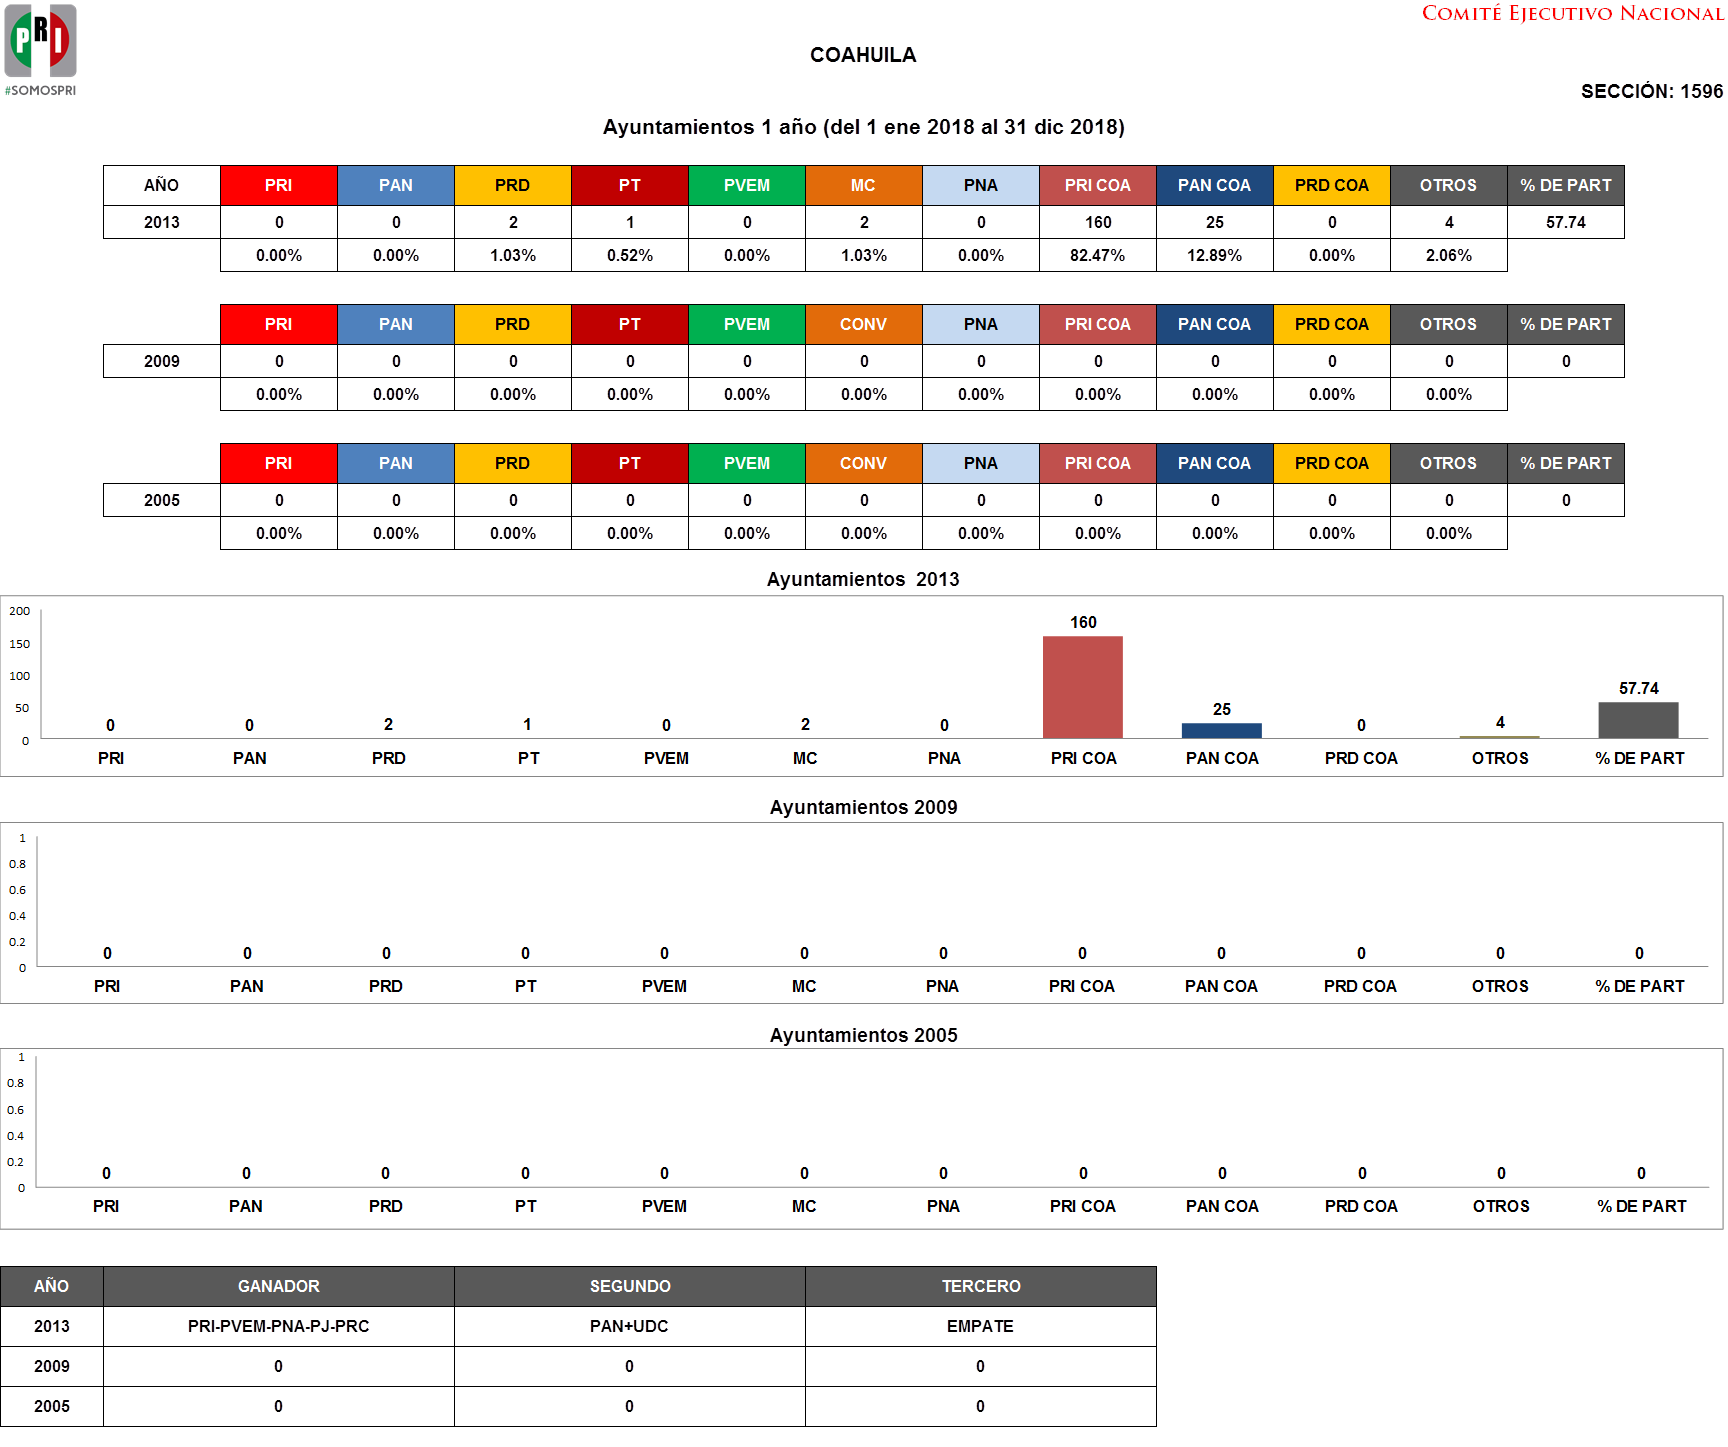 PRI
#SOMOSPRI
COMITÉ EJECUTIVO NACIONAL
COAHUILA
SECCIÓN: 1596
Ayuntamientos 1 año (del 1 ene 2018 al 31 dic 2018)
AÑO PRI PAN PRD PT PVEM MC PNA PRI COA PAN COA PRD COA OTROS % DE PART
2013 0 0 2 1 0 2 0 160 25 0 4 57.74
0.00% 0.00% 1.03% 0.52% 0.00% 1.03% 0.00% 82.47% 12.89% 0.00% 2.06%
PRI PAN PRD PT PVEM CONV PNA PRI COA PAN COA PRD COA OTROS % DE PART
2009 0 0 0 0 0 0 0 0 0 0 0 0
0.00% 0.00% 0.00% 0.00% 0.00% 0.00% 0.00% 0.00% 0.00% 0.00% 0.00%
PRI PAN PRD PT PVEM CONV PNA PRI COA PAN COA PRD COA OTROS % DE PART
2005 0 0 0 0 0 0 0 0 0 0 0 0
0.00% 0.00% 0.00% 0.00% 0.00% 0.00% 0.00% 0.00% 0.00% 0.00% 0.00%
Ayuntamientos 2013
200
150
100
50
0
0 0 2 1 0 2 0 160 25 0 4 57.74
PRI PAN PRD PT PVEM MC PNA PRI COA PAN COA PRD COA OTROS % DE PART
Ayuntamientos 2009
1
0.8
0.6
0.4
0.2
0
0 0 0 0 0 0 0 0 0 0 0 0
PRI PAN PRD PT PVEM MC PNA PRI COA PAN COA PRD COA OTROS % DE PART
Ayuntamientos 2005
1
0.8
0.6
0.4
0.2
0
0 0 0 0 0 0 0 0 0 0 0 0
PRI PAN PRD PT PVEM MC PNA PRI COA PAN COA PRD COA OTROS % DE PART
AÑO GANADOR SEGUNDO TERCERO
2013 PRI-PVEM-PNA-PJ-PRC PAN+UDC EMPATE
2009 0 0 0
2005 0 0 0